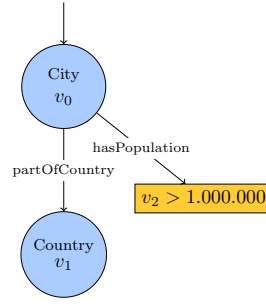 City
v₀
hasPopulation
partOfCountry
v₂ > 1.000.000
Country
v₁